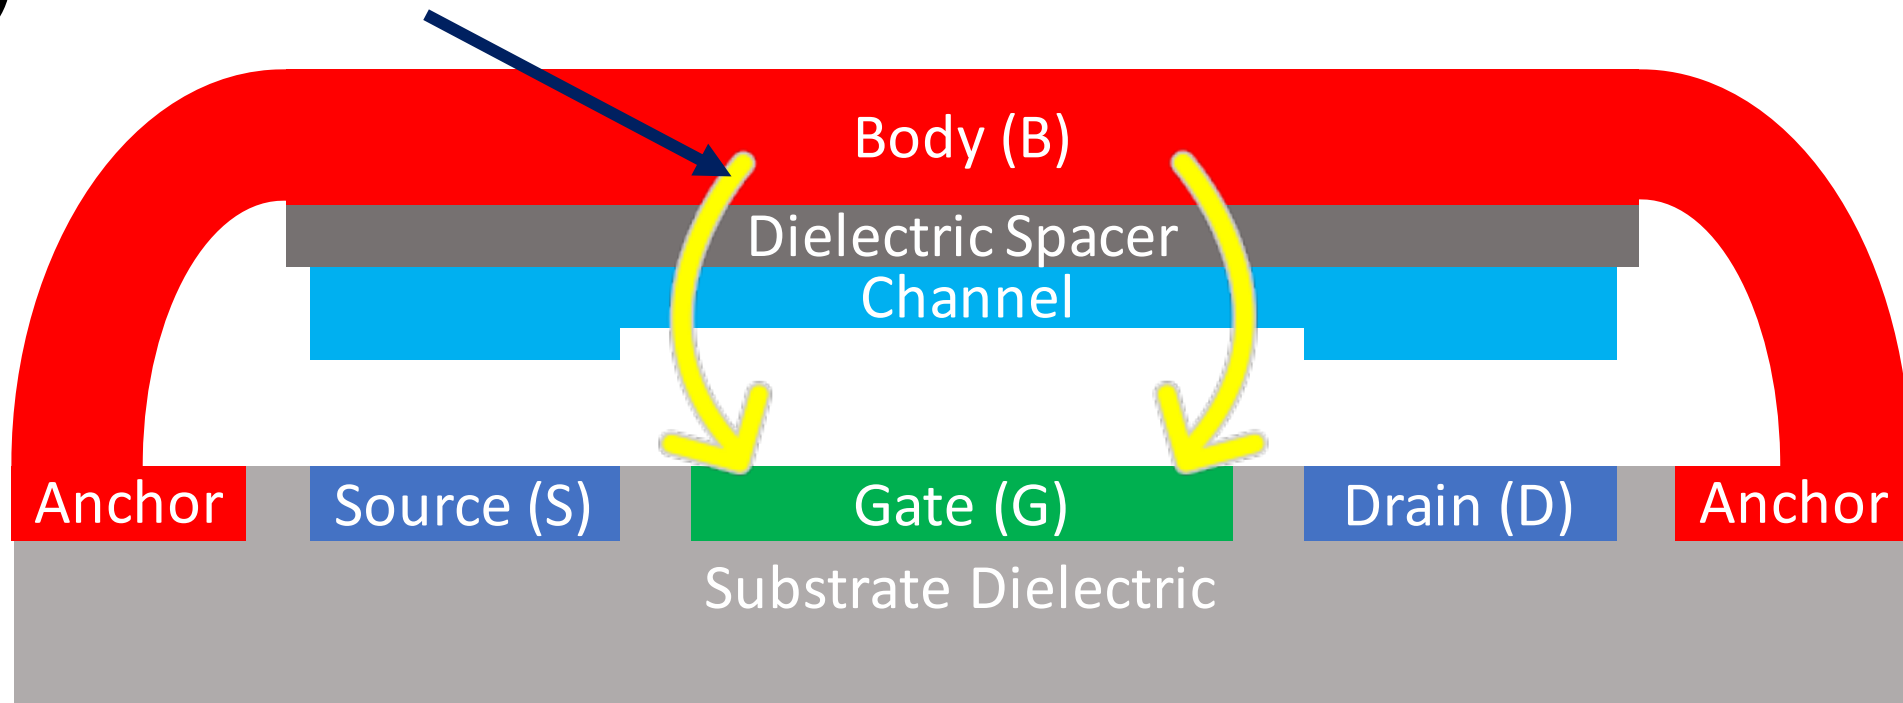 Body (B)
Dielectric Spacer
Channel
Anchor
Source (S)
Gate (G)
Drain (D)
Anchor
Substrate Dielectric